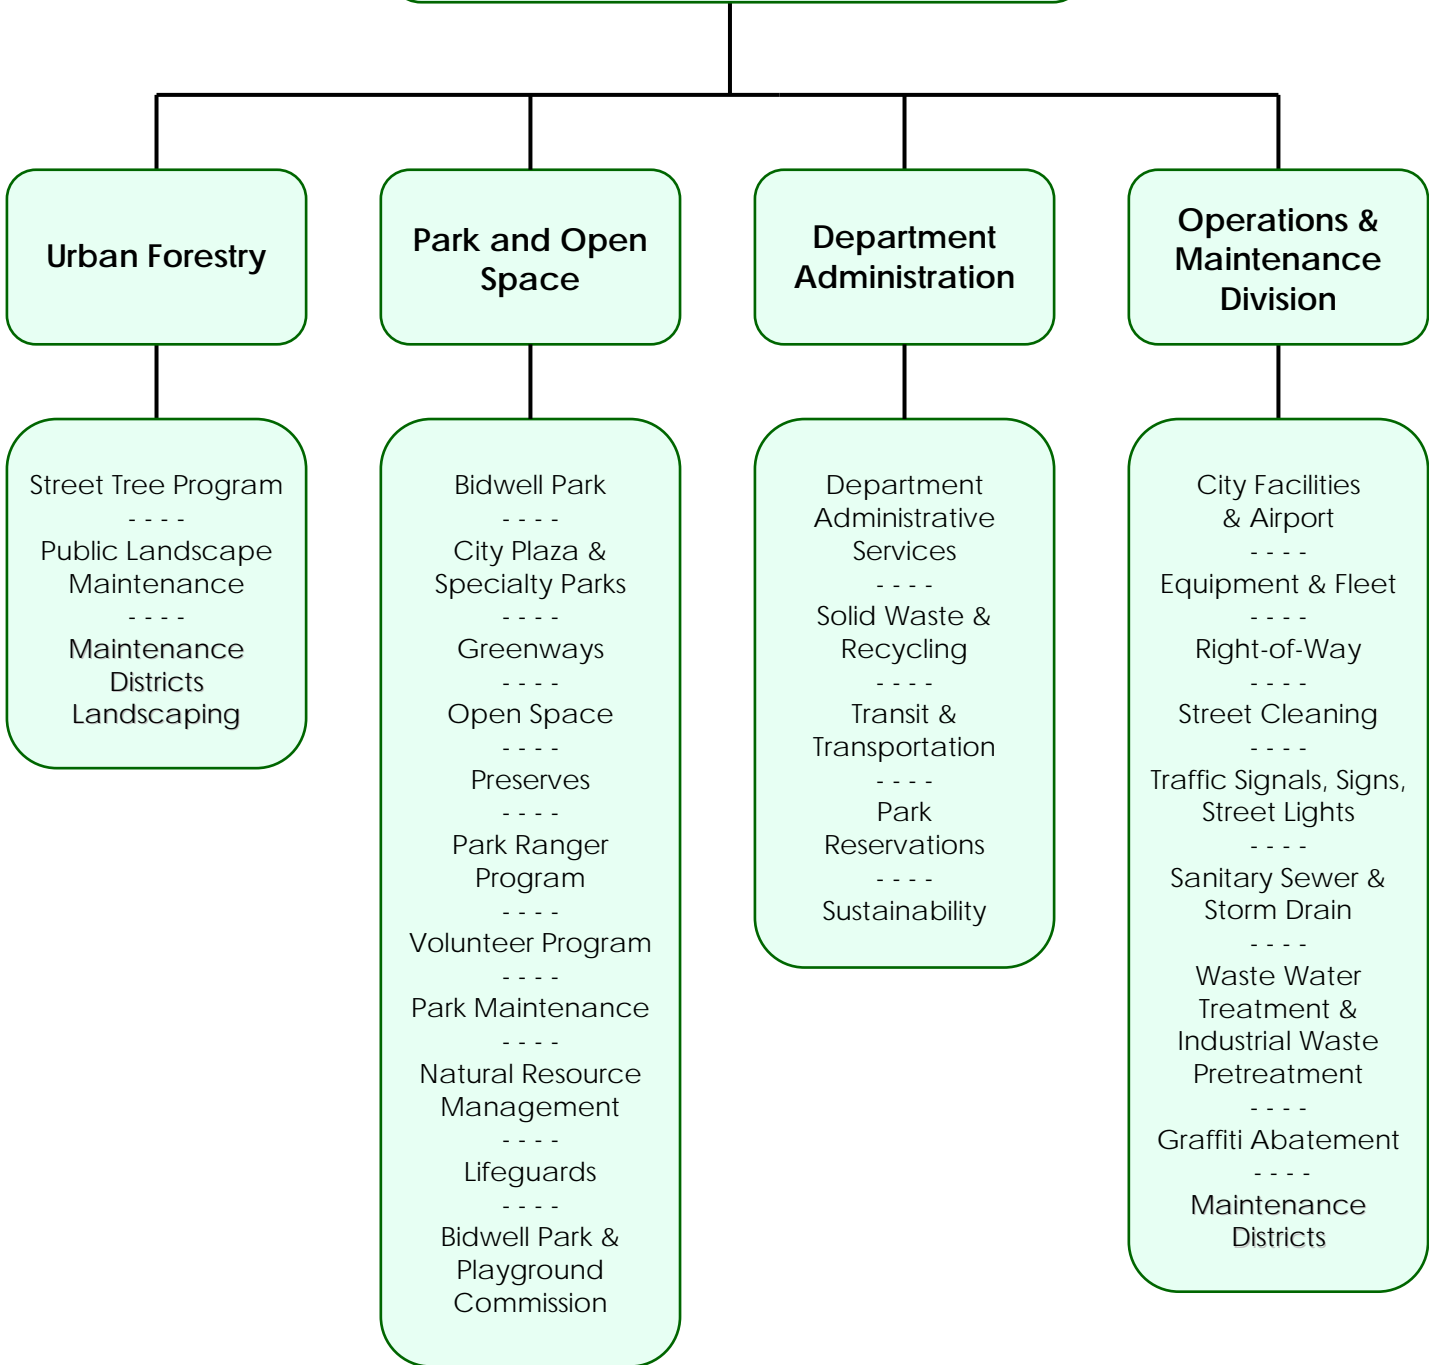 Urban Forestry
Park and Open
Space
Department
Administration
Operations &
Maintenance
Division
Street Tree Program
- - - -
Public Landscape
Maintenance
- - - -
Maintenance
Districts
Landscaping
Bidwell Park
- - - -
City Plaza &
Specialty Parks
- - - -
Greenways
- - - -
Open Space
- - - -
Preserves
- - - -
Park Ranger
Program
- - - -
Volunteer Program
- - - -
Park Maintenance
- - - -
Natural Resource
Management
- - - -
Lifeguards
- - - -
Bidwell Park &
Playground
Commission
Department
Administrative
Services
- - - -
Solid Waste &
Recycling
- - - -
Transit &
Transportation
- - - -
Park
Reservations
- - - -
Sustainability
City Facilities
& Airport
- - - -
Equipment & Fleet
- - - -
Right-of-Way
- - - -
Street Cleaning
- - - -
Traffic Signals, Signs,
Street Lights
- - - -
Sanitary Sewer &
Storm Drain
- - - -
Waste Water
Treatment &
Industrial Waste
Pretreatment
- - - -
Graffiti Abatement
- - - -
Maintenance
Districts